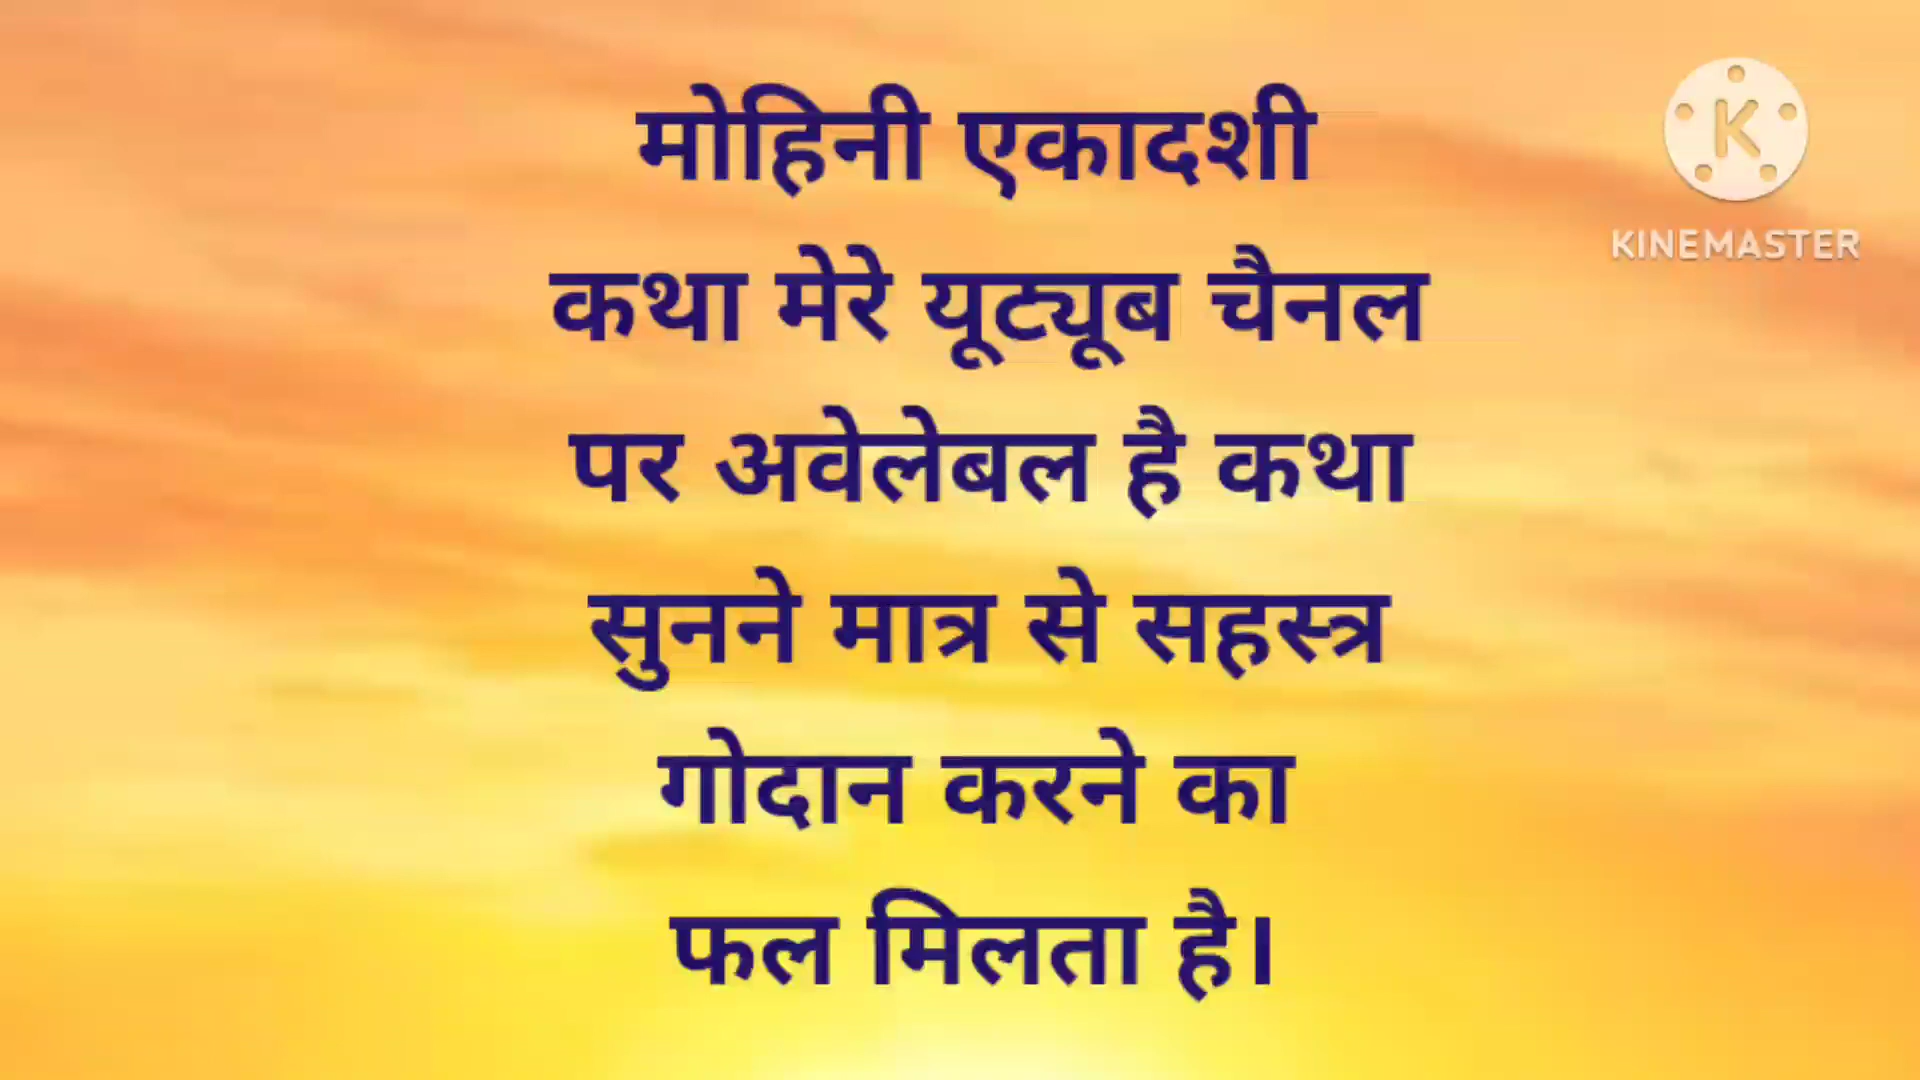 मोहिनी एकादशी
कथा मेरे यूट्यूब चैनल
पर अवेलेबल है कथा
सुनने मात्र से सहस्त्र
गोदान करने का
फल मिलता है।
K
KINEMASTER